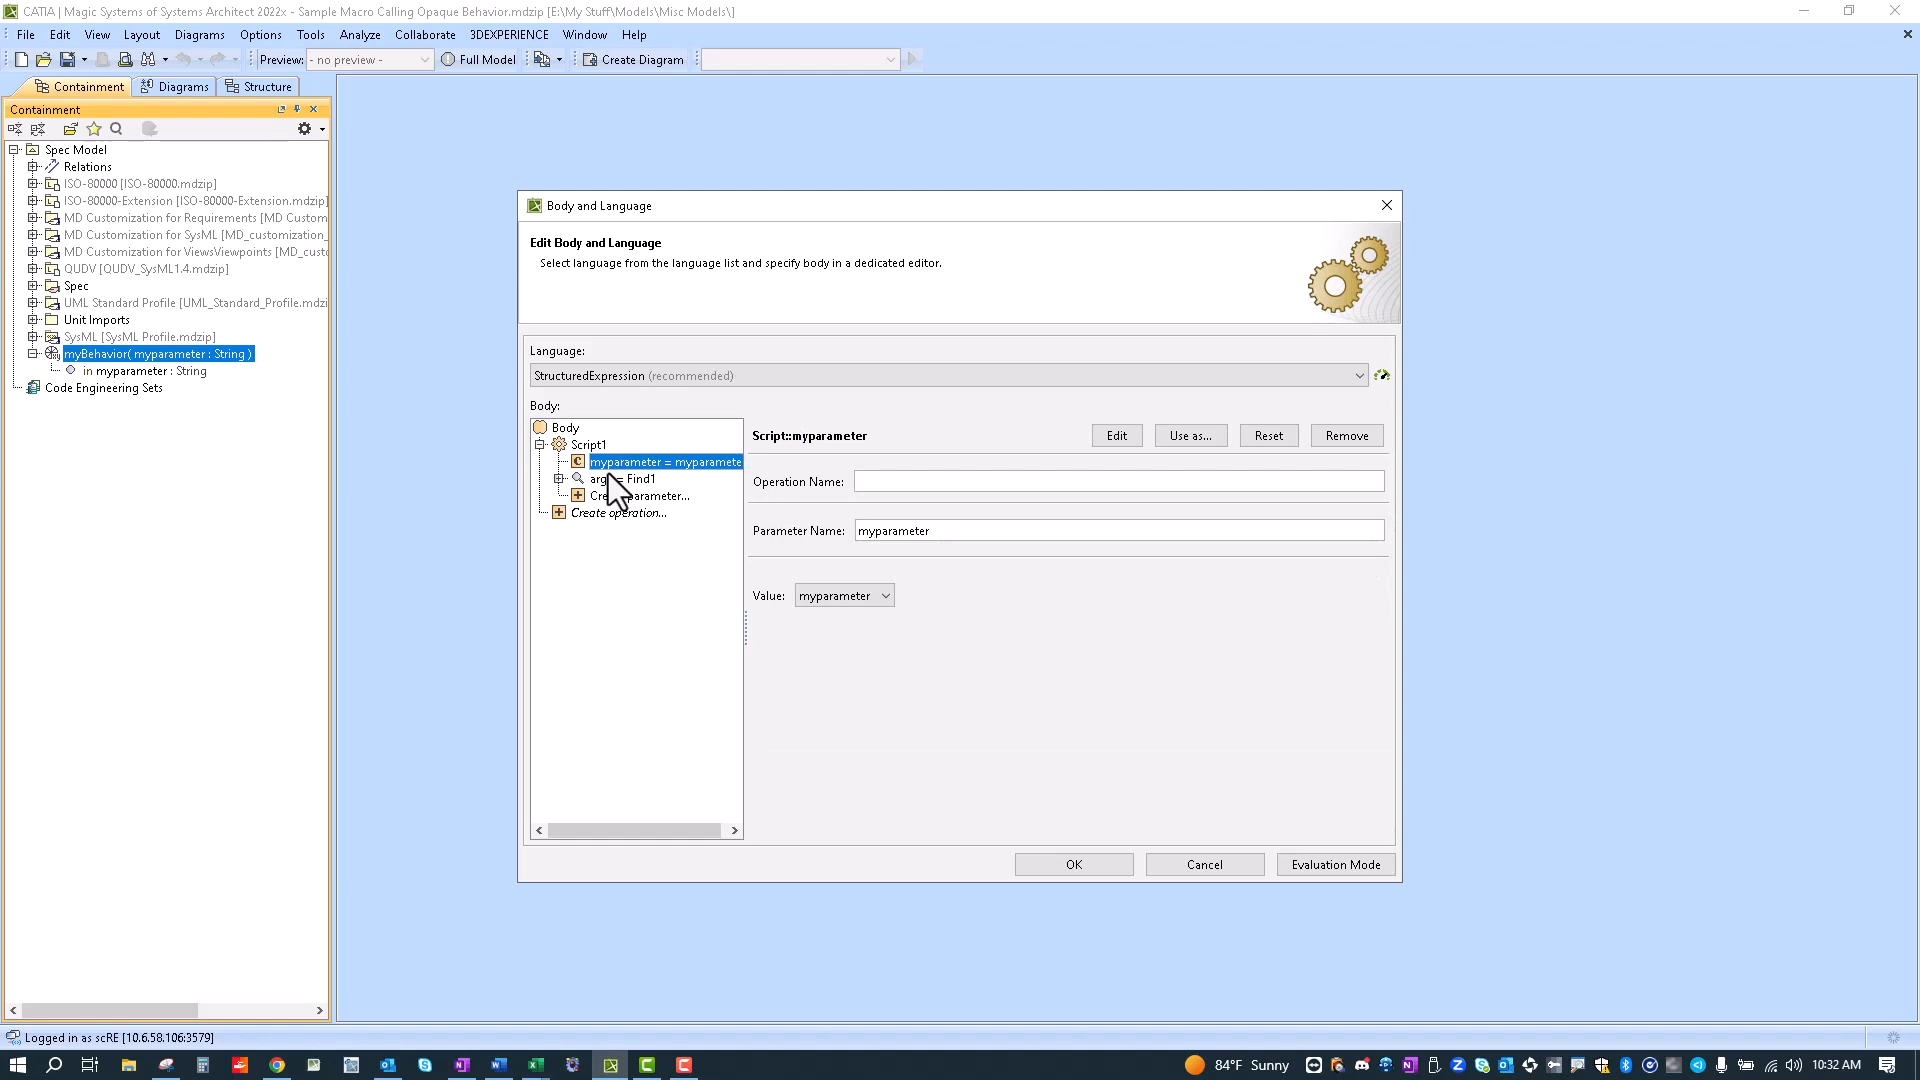 CATIA | Magic Systems of Systems Architect 2022x - Sample Macro Calling Opaque Behavior.mdzip [E:\My Stuff\Models\Misc Models\]
File Edit View Layout Diagrams Options Tools Analyze Collaborate 3DEXPERIENCE Window Help
Preview: - no preview - Full Model Create Diagram
Containment Diagrams Structure
Containment
Spec Model
Relations
ISO-80000 [ISO-80000.mdzip]
ISO-80000-Extension [ISO-80000-Extension.mdzip]
MD Customization for Requirements [MD Custom
MD Customization for SysML [MD_customization_
MD Customization for ViewsViewpoints [MD_custo
QUDV [QUDV_SysML1.4.mdzip]
Spec
UML Standard Profile [UML_Standard_Profile.mdzi
Unit Imports
SysML [SysML Profile.mdzip]
myBehavior( myparameter : String )
in myparameter : String
Code Engineering Sets
Body and Language
Edit Body and Language
Select language from the language list and specify body in a dedicated editor.
Language:
StructuredExpression (recommended)
Body:
Body
Script1
myparameter = myparamete
= Find1
parameter...
Create operation...
Script::myparameter
Edit Use as... Reset Remove
Operation Name:
Parameter Name: myparameter
Value: myparameter
OK Cancel Evaluation Mode
Logged in as scRE [10.6.58.106:3579]
84°F Sunny 10:32 AM